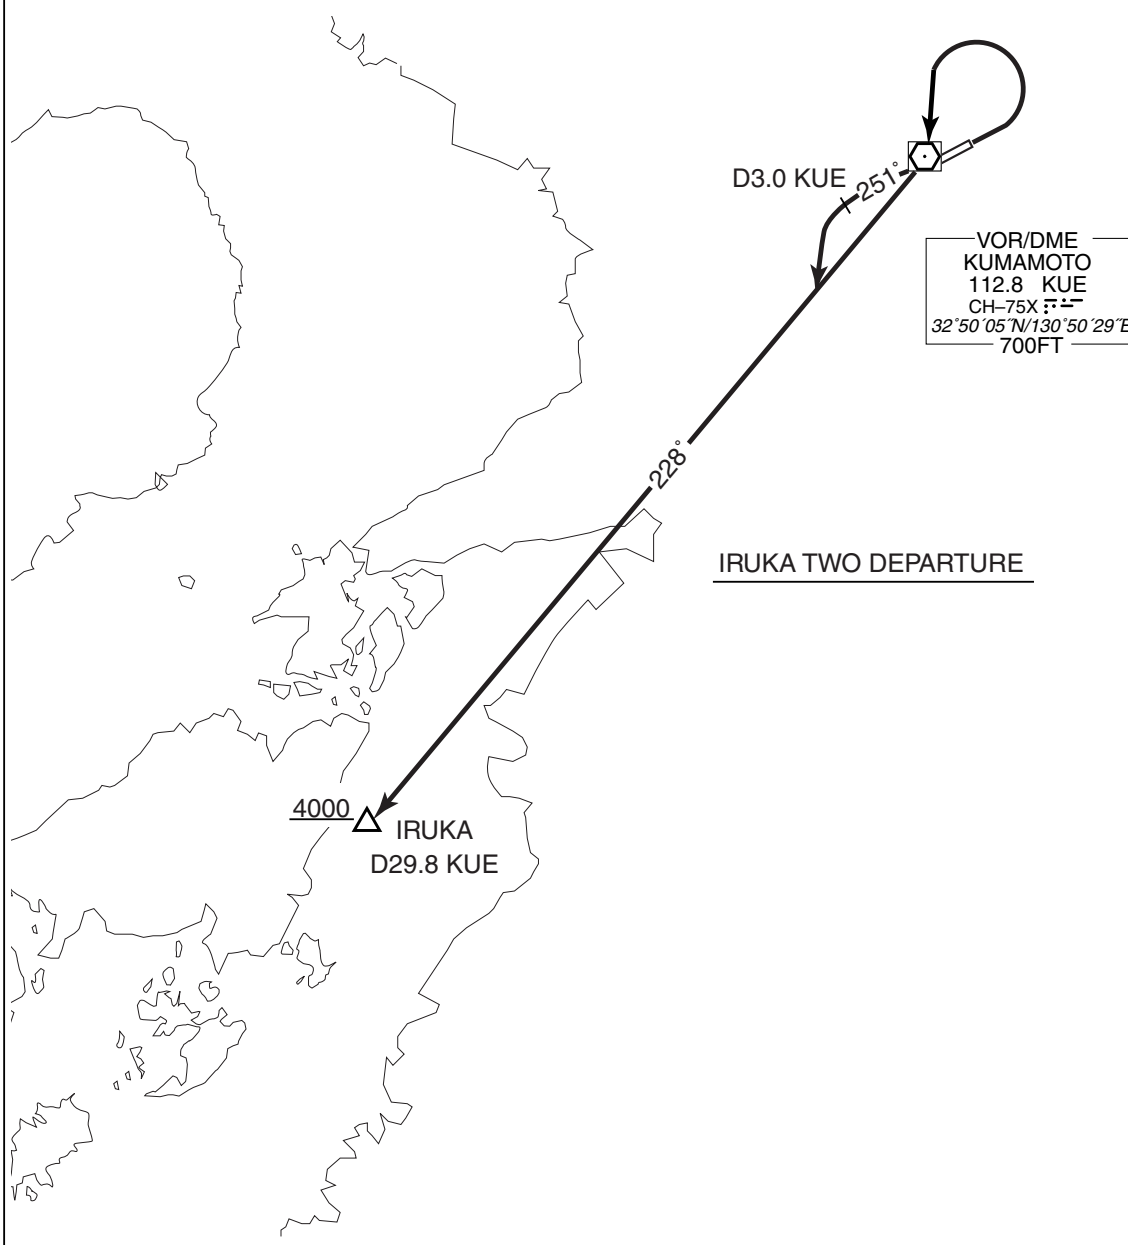 D3.0 KUE
251°
VOR/DME
KUMAMOTO
112.8 KUE
CH–75X
32°50´05˝N/130°50´29˝E
700FT
228°
IRUKA TWO DEPARTURE
4000
IRUKA
D29.8 KUE